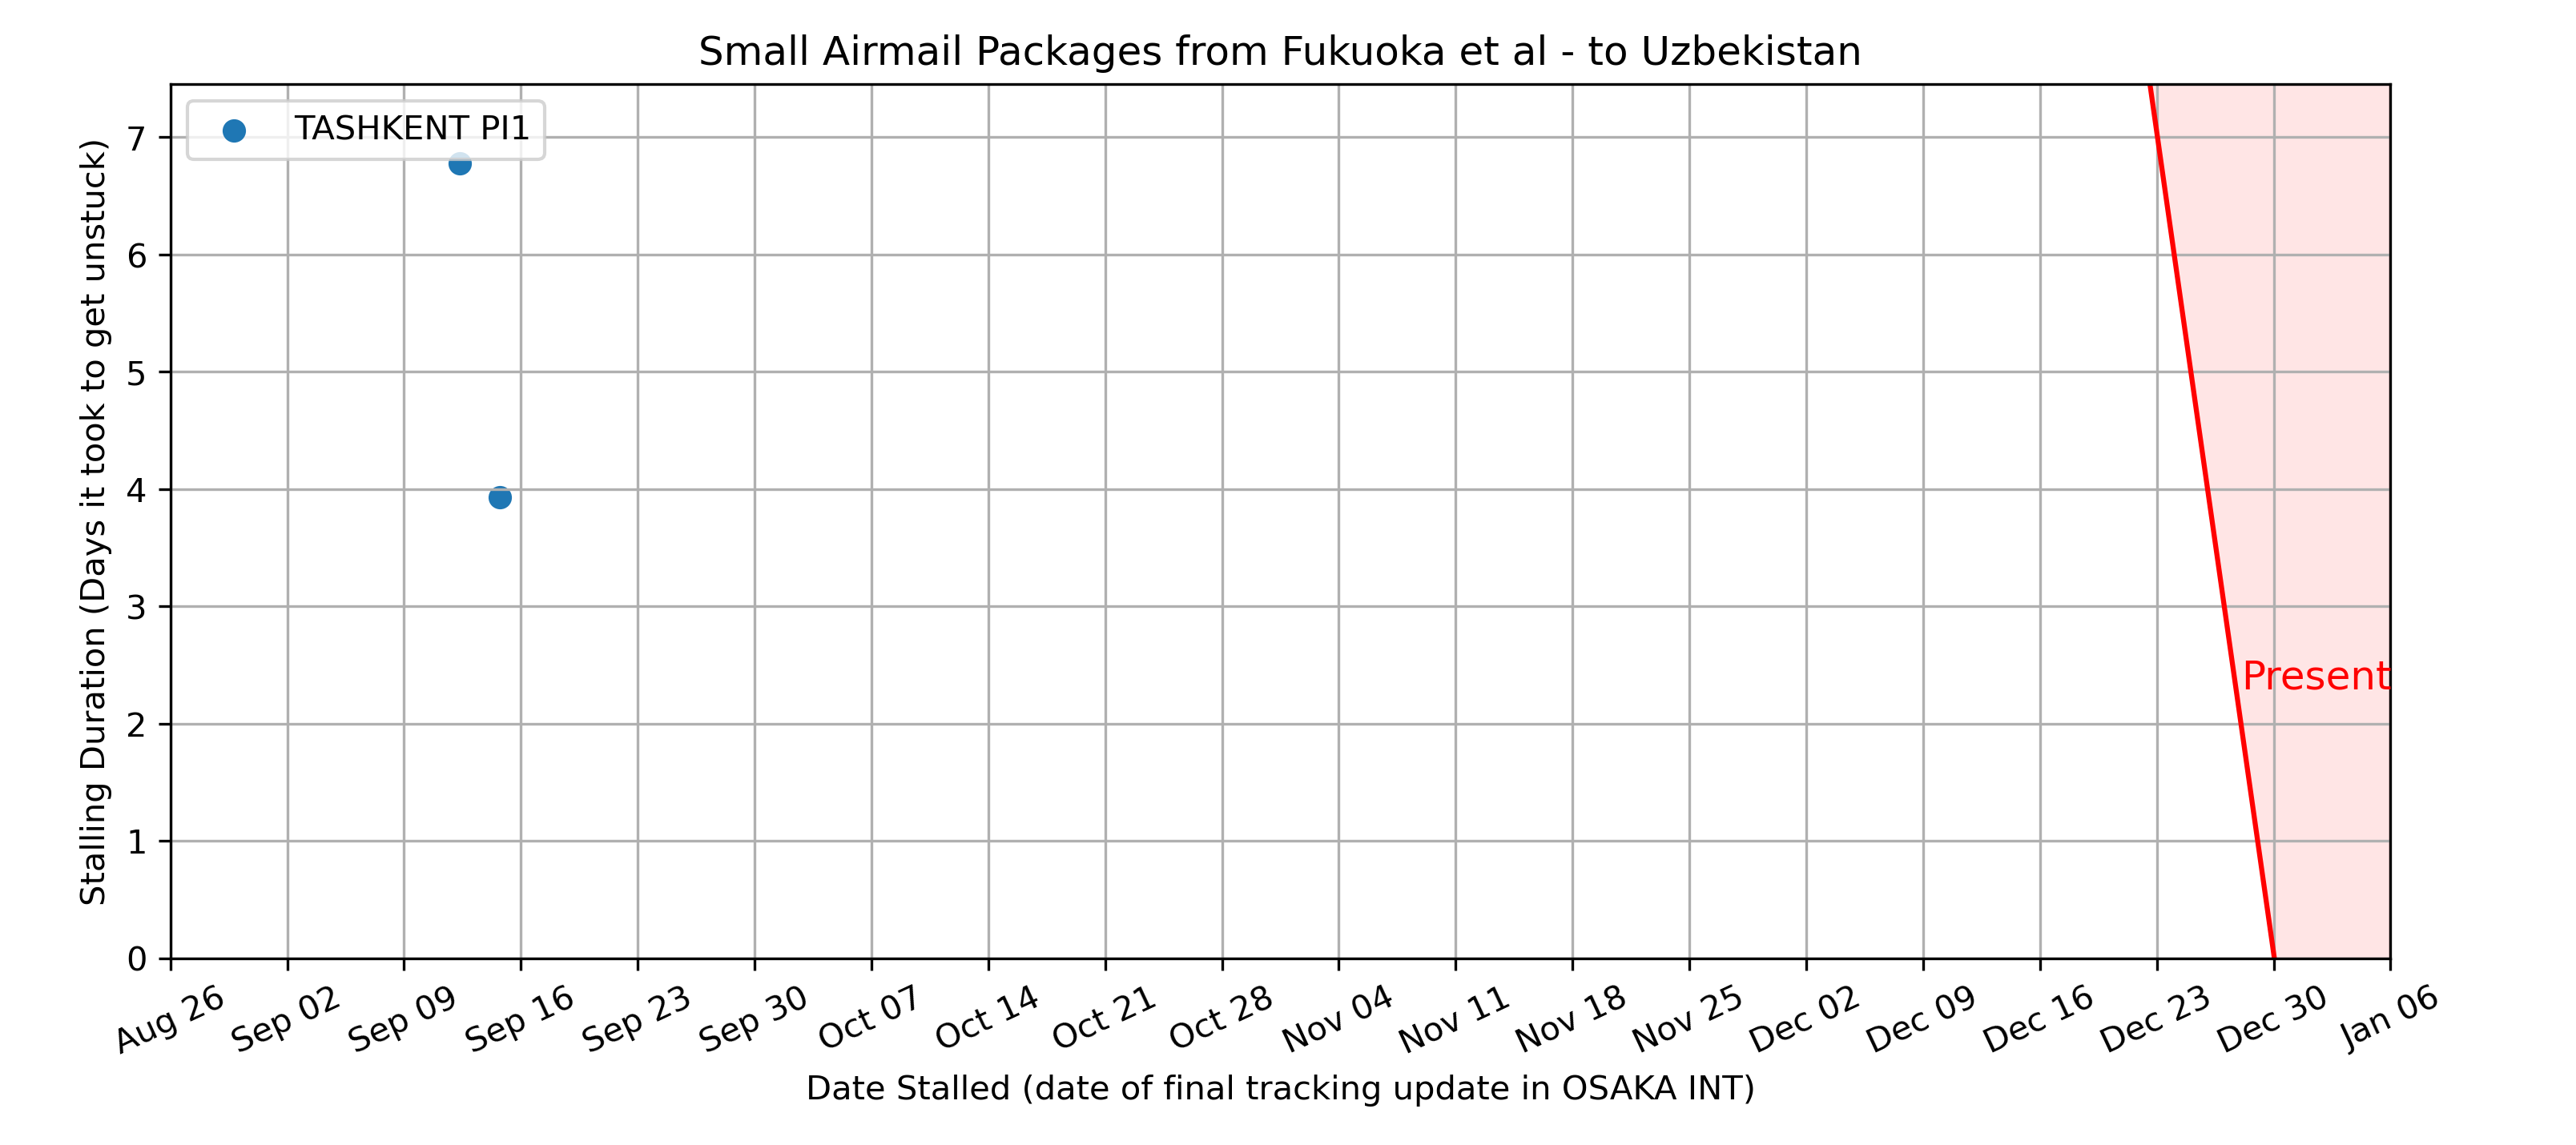 Small Airmail Packages from Fukuoka et al - to Uzbekistan
TASHKENT PI1
Stalling Duration (Days it took to get unstuck)
7
6
5
4
3
2
1
0
Present
Aug 26 Sep 02 Sep 09 Sep 16 Sep 23 Sep 30 Oct 07 Oct 14 Oct 21 Oct 28 Nov 04 Nov 11 Nov 18 Nov 25 Dec 02 Dec 09 Dec 16 Dec 23 Dec 30 Jan 06
Date Stalled (date of final tracking update in OSAKA INT)